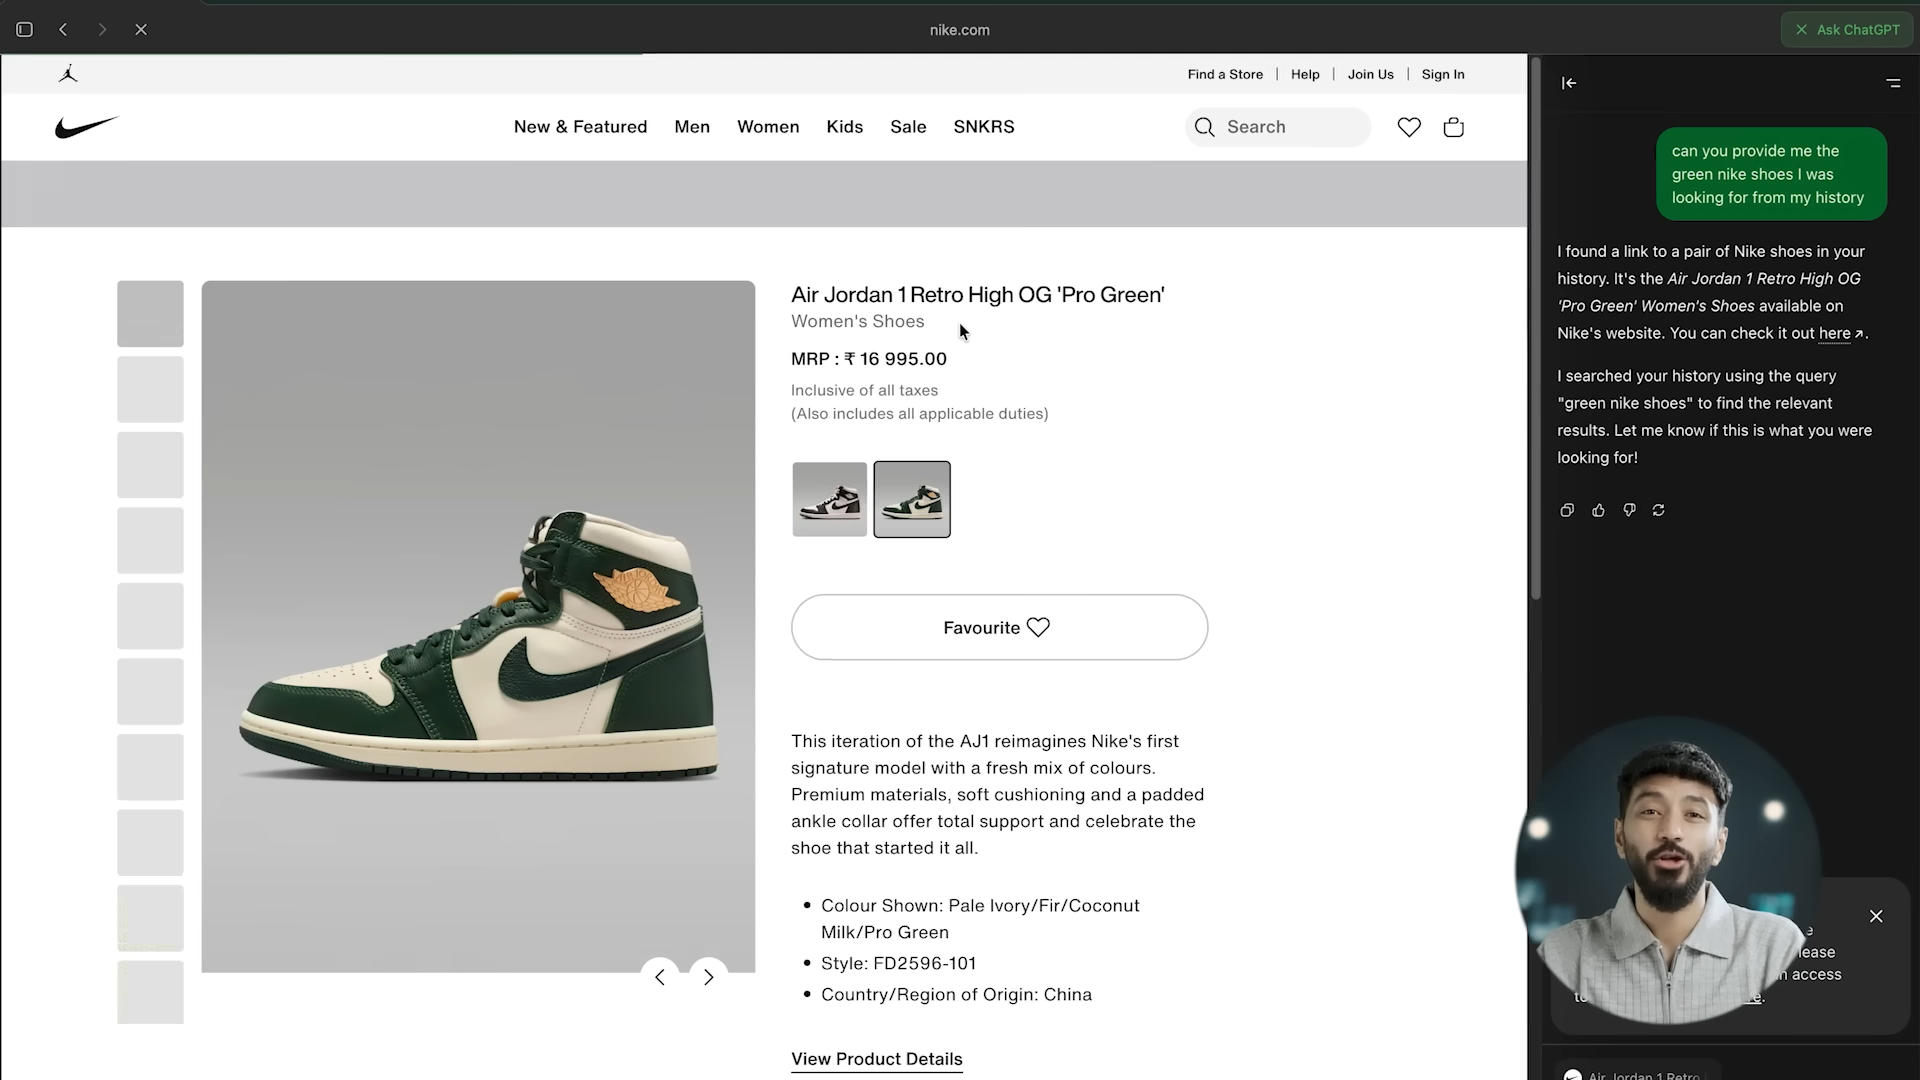 nike.com
Ask ChatGPT
Find a Store
Help
Join Us
Sign In
New & Featured
Men
Women
Kids
Sale
SNKRS
Search
Air Jordan 1 Retro High OG 'Pro Green'
Women's Shoes
MRP : ₹ 16 995.00
Inclusive of all taxes
(Also includes all applicable duties)
Favourite
This iteration of the AJ1 reimagines Nike's first
signature model with a fresh mix of colours.
Premium materials, soft cushioning and a padded
ankle collar offer total support and celebrate the
shoe that started it all.
Colour Shown: Pale Ivory/Fir/Coconut
Milk/Pro Green
Style: FD2596-101
Country/Region of Origin: China
View Product Details
can you provide me the
green nike shoes I was
looking for from my history
I found a link to a pair of Nike shoes in your
history. It's the Air Jordan 1 Retro High OG
'Pro Green' Women's Shoes available on
Nike's website. You can check it out here.
I searched your history using the query
"green nike shoes" to find the relevant
results. Let me know if this is what you were
looking for!
access
Air Jordan 1 Retro